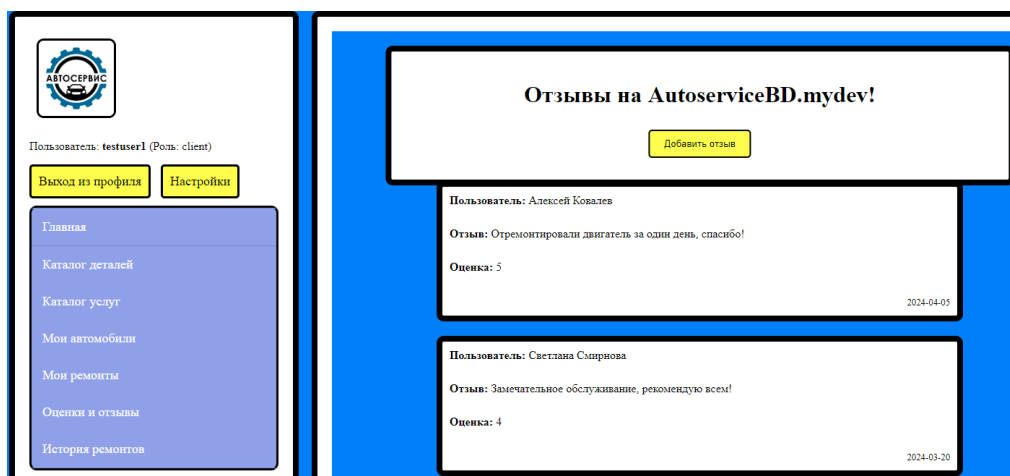 АВТОСЕРВИС
Пользователь: testuser1 (Роль: client)
Выход из профиля Настройки
Главная
Каталог деталей
Каталог услуг
Мои автомобили
Мои ремонты
Оценки и отзывы
История ремонтов
Отзывы на AutoserviceBD.mydev!
Добавить отзыв
Пользователь: Алексей Ковалев
Отзыв: Отремонтировали двигатель за один день, спасибо!
Оценка: 5
2024-04-05
Пользователь: Светлана Смирнова
Отзыв: Замечательное обслуживание, рекомендую всем!
Оценка: 4
2024-03-20